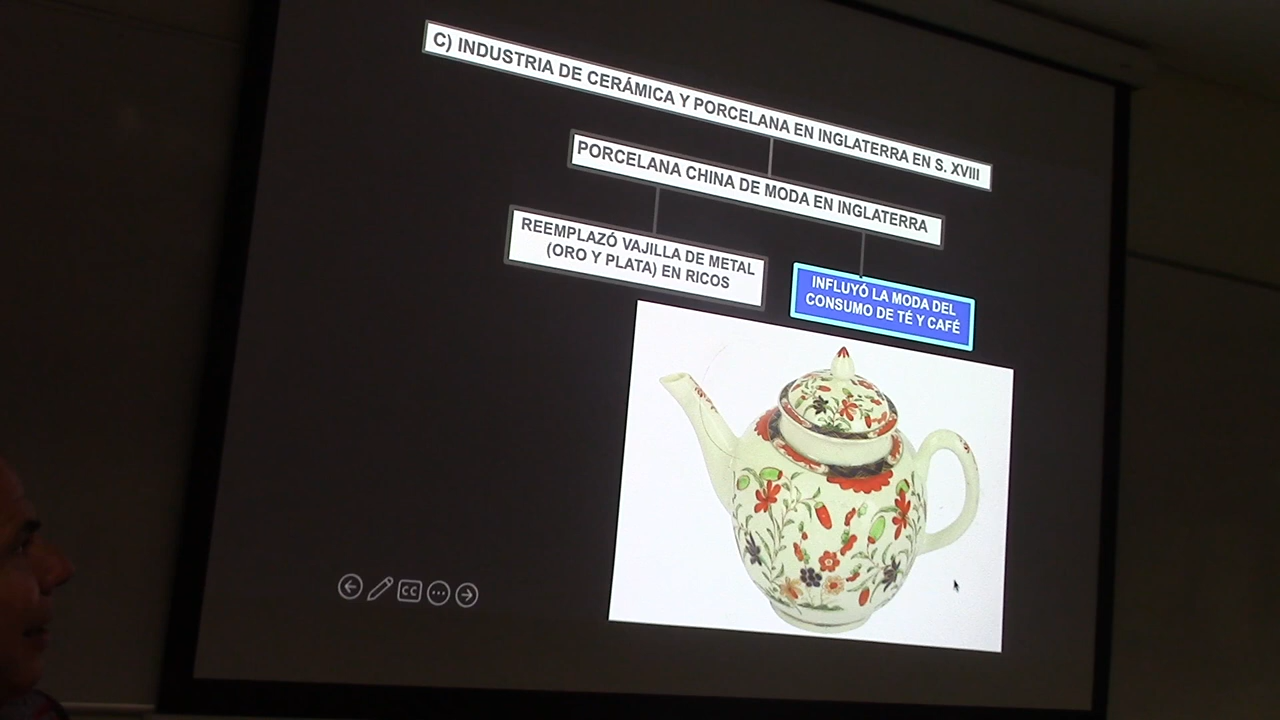 C) INDUSTRIA DE CERÁMICA Y PORCELANA EN INGLATERRA EN S. XVIII
PORCELANA CHINA DE MODA EN INGLATERRA
REEMPLAZÓ VAJILLA DE METAL
(ORO Y PLATA) EN RICOS
INFLUYÓ LA MODA DEL
CONSUMO DE TÉ Y CAFÉ
CC